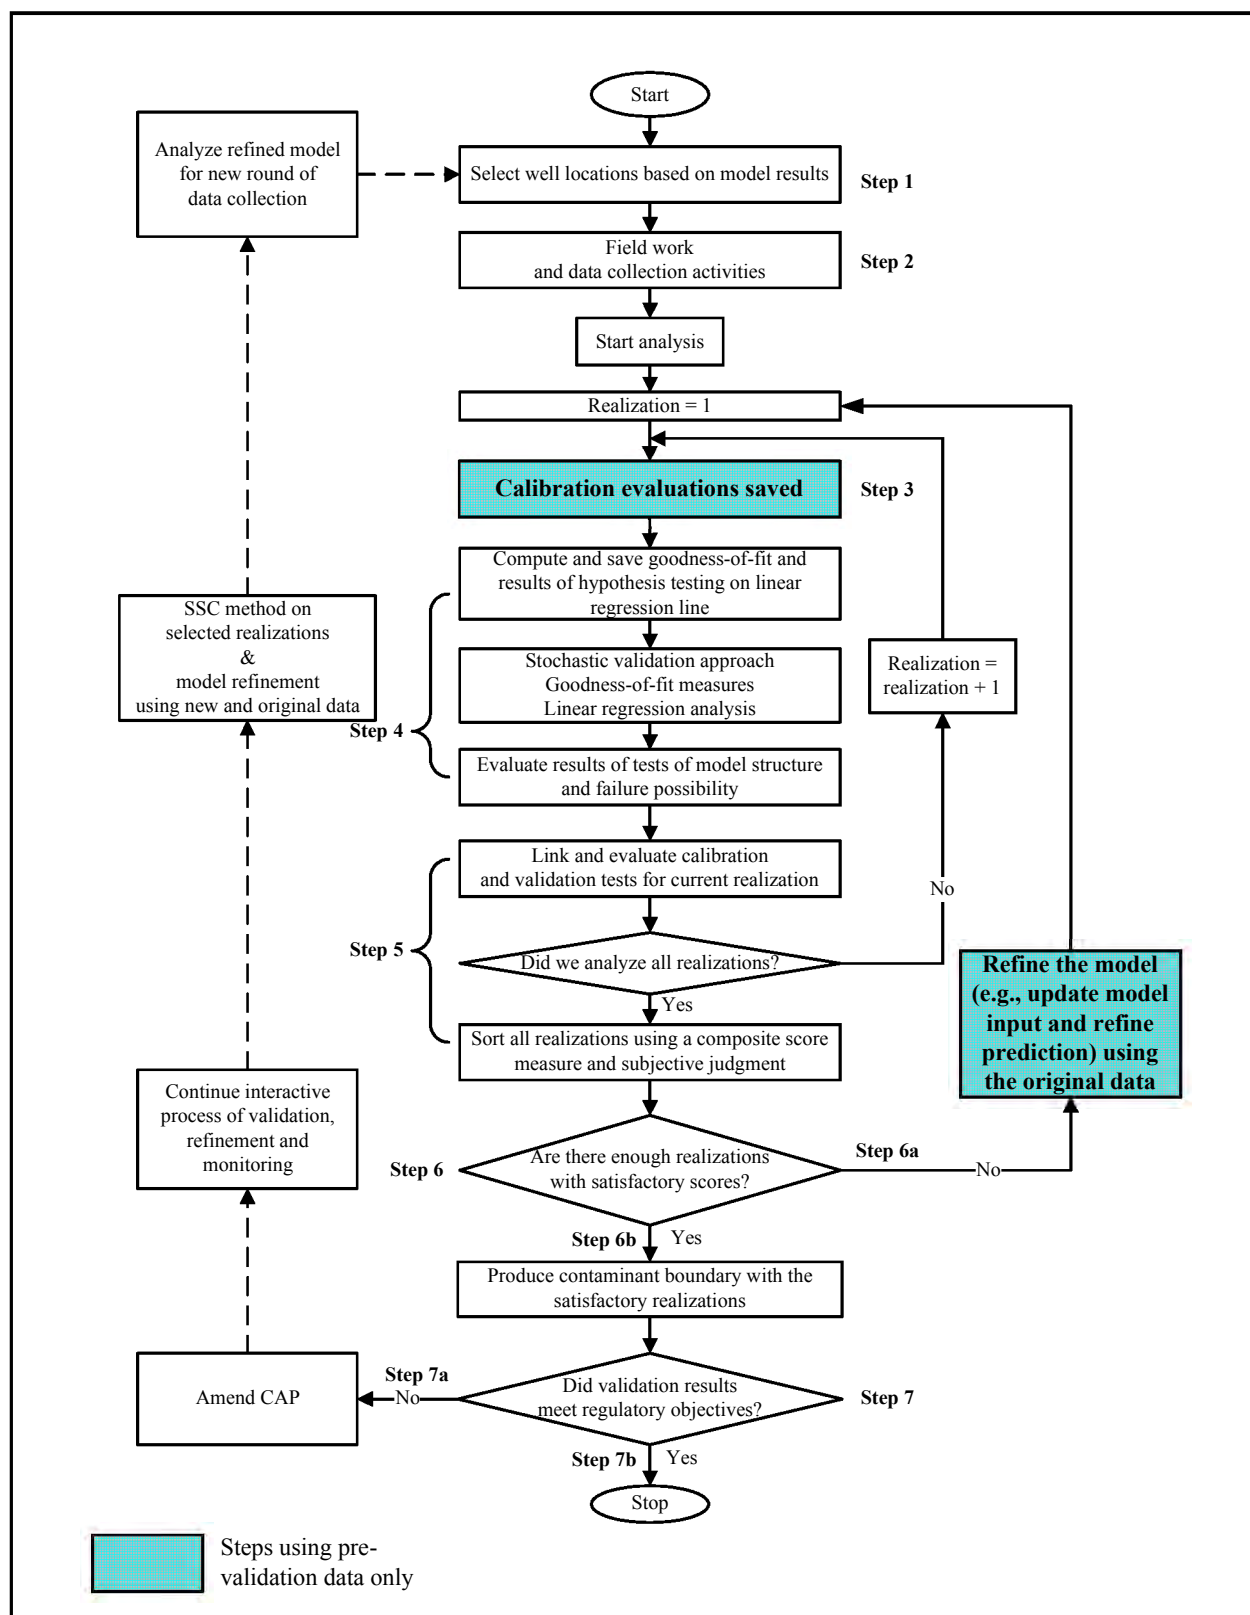 Start
Analyze refined model
for new round of
data collection
Select well locations based on model results
Step 1
Field work
and data collection activities
Step 2
Start analysis
Realization = 1
Calibration evaluations saved
Step 3
Compute and save goodness-of-fit and
results of hypothesis testing on linear
regression line
SSC method on
selected realizations
&
model refinement
using new and original data
Stochastic validation approach
Goodness-of-fit measures
Linear regression analysis
Realization =
realization + 1
Step 4
Evaluate results of tests of model structure
and failure possibility
Link and evaluate calibration
and validation tests for current realization
No
Step 5
Did we analyze all realizations?
Yes
Refine the model
(e.g., update model
input and refine
prediction) using
the original data
Sort all realizations using a composite score
measure and subjective judgment
Continue interactive
process of validation,
refinement and
monitoring
Step 6
Are there enough realizations
with satisfactory scores?
Step 6a
No
Step 6b
Yes
Produce contaminant boundary with the
satisfactory realizations
Amend CAP
Step 7a
No
Did validation results
meet regulatory objectives?
Step 7
Step 7b
Yes
Stop
Steps using pre-
validation data only